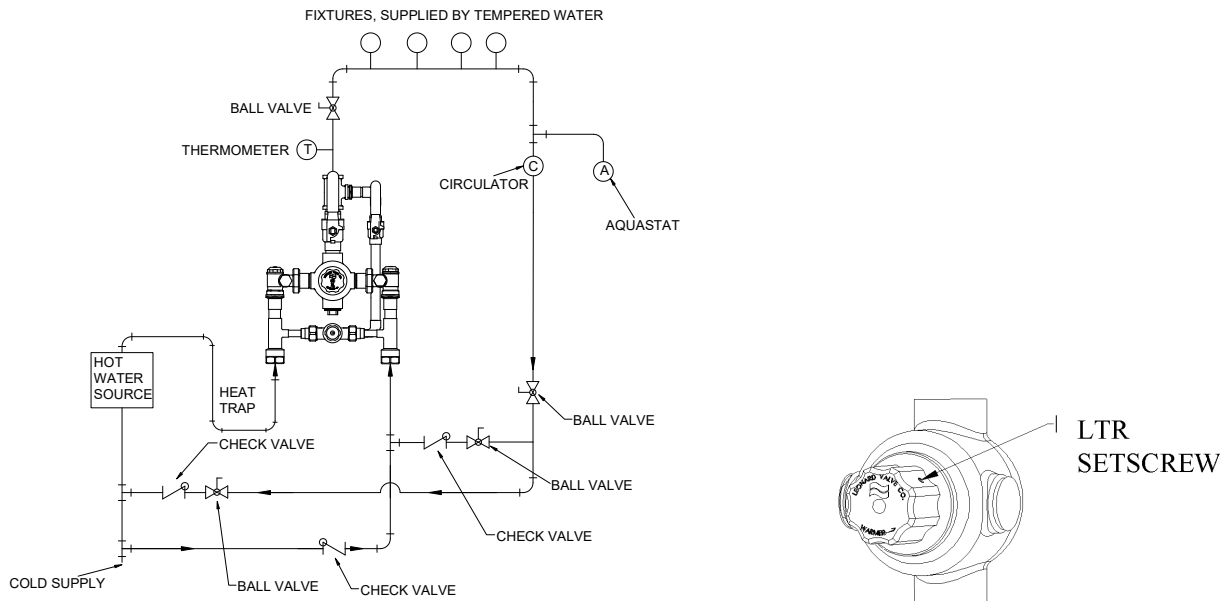 FIXTURES, SUPPLIED BY TEMPERED WATER
BALL VALVE
THERMOMETER
T
C
CIRCULATOR
A
AQUASTAT
HOT
WATER
SOURCE
HEAT
TRAP
BALL VALVE
CHECK VALVE
BALL VALVE
CHECK VALVE
COLD SUPPLY
BALL VALVE
CHECK VALVE
LTR
SETSCREW
LEONARD VALVE CO.
WARMER